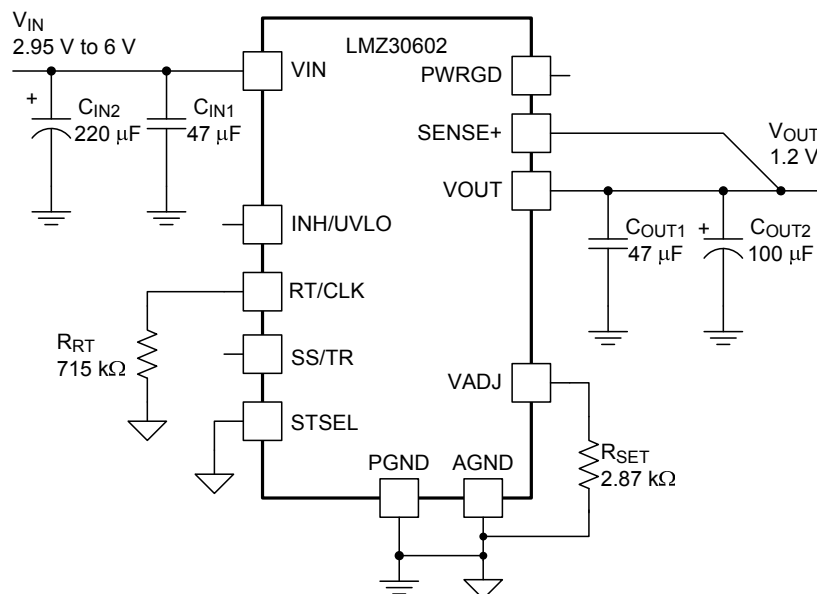 VIN
2.95 V to 6 V
LMZ30602
VIN
PWRGD
+
CIN2
220 μF
CIN1
47 μF
SENSE+
VOUT
1.2 V
VOUT
INH/UVLO
COUT1
47 μF
+
COUT2
100 μF
RT/CLK
RRT
715 kΩ
SS/TR
VADJ
STSEL
PGND
AGND
RSET
2.87 kΩ